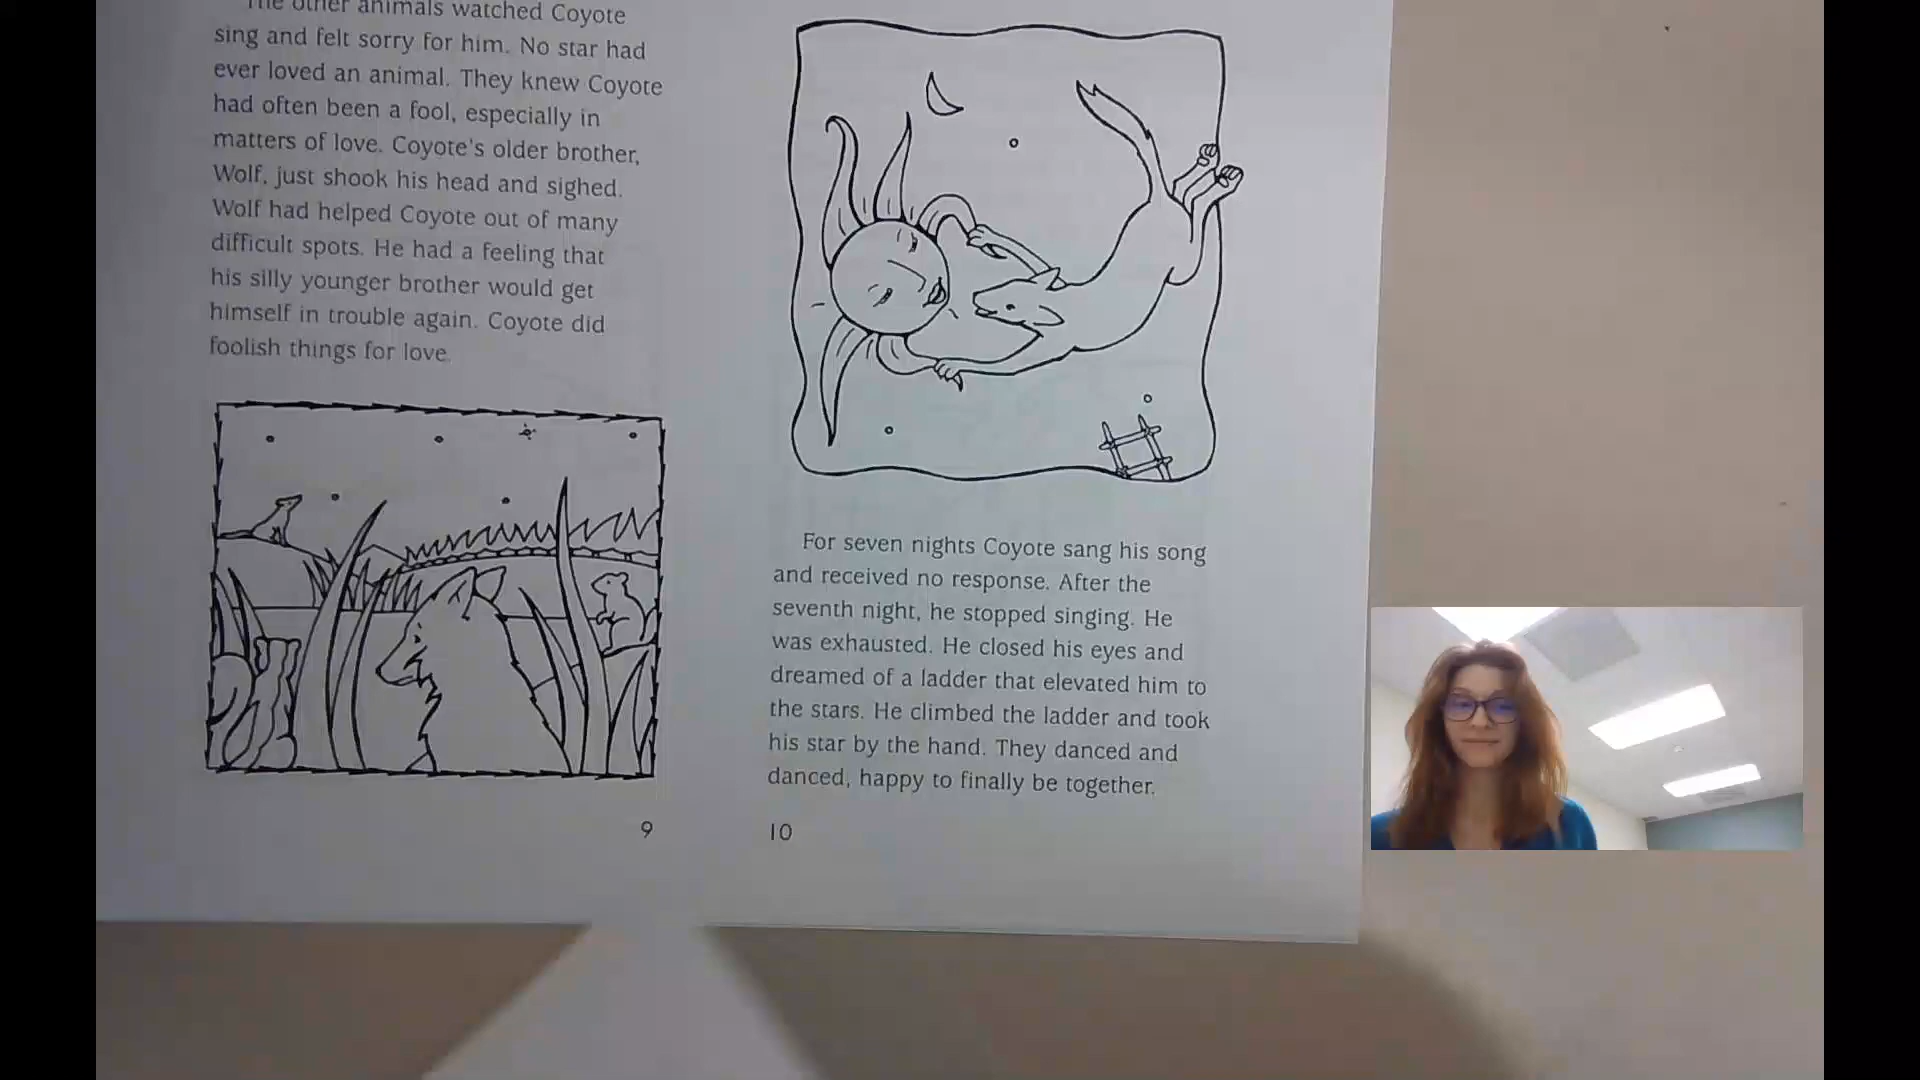 The other animals watched Coyote
sing and felt sorry for him. No star had
ever loved an animal. They knew Coyote
had often been a fool, especially in
matters of love. Coyote's older brother,
Wolf, just shook his head and sighed.
Wolf had helped Coyote out of many
difficult spots. He had a feeling that
his silly younger brother would get
himself in trouble again. Coyote did
foolish things for love.
9
For seven nights Coyote sang his song
and received no response. After the
seventh night, he stopped singing. He
was exhausted. He closed his eyes and
dreamed of a ladder that elevated him to
the stars. He climbed the ladder and took
his star by the hand. They danced and
danced, happy to finally be together.
10